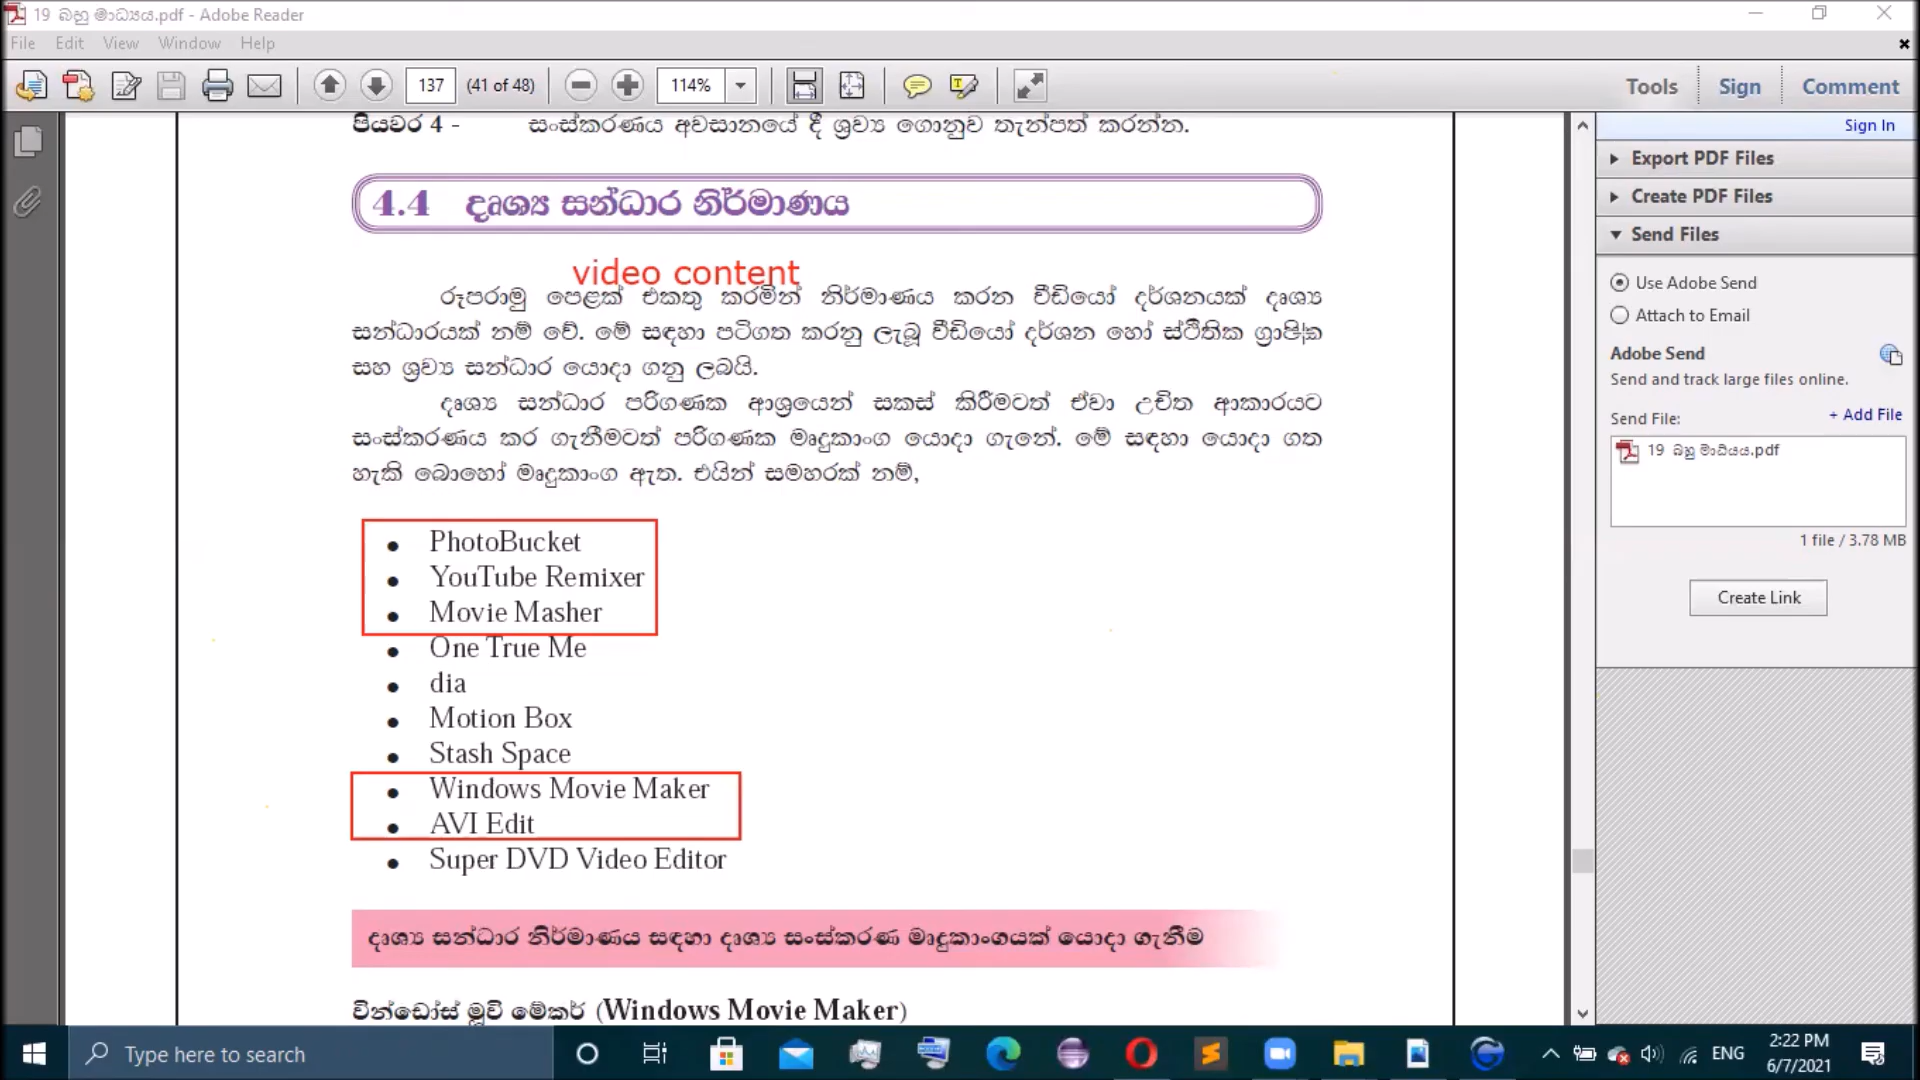 19 බහු මාධ්‍යය.pdf - Adobe Reader
File Edit View Window Help
137 (41 of 48) 114% Tools Sign Comment
Sign In
පියවර 4 - සංස්කරණය අවසානයේ දී ශ්‍රව්‍ය ගොනුව තැන්පත් කරන්න.
4.4 දෘශ්‍ය සන්ධාර නිර්මාණය
video content
රූපරාමු පෙළක් එකතු කරමින් නිර්මාණය කරන වීඩියෝ දර්ශනයක් දෘශ්‍ය
සන්ධාරයක් නම් වේ. මේ සඳහා පටිගත කරනු ලැබූ වීඩියෝ දර්ශන හෝ ස්ථිතික ග්‍රාෆික
සහ ශ්‍රව්‍ය සන්ධාර යොදා ගනු ලබයි.
දෘශ්‍ය සන්ධාර පරිගණක ආශ්‍රයෙන් සකස් කිරීමටත් ඒවා උචිත ආකාරයට
සංස්කරණය කර ගැනීමටත් පරිගණක මෘදුකාංග යොදා ගැනේ. මේ සඳහා යොදා ගත
හැකි බොහෝ මෘදුකාංග ඇත. එයින් සමහරක් නම්,
● PhotoBucket
● YouTube Remixer
● Movie Masher
● One True Me
● dia
● Motion Box
● Stash Space
● Windows Movie Maker
● AVI Edit
● Super DVD Video Editor
දෘශ්‍ය සන්ධාර නිර්මාණය සඳහා දෘශ්‍ය සංස්කරණ මෘදුකාංගයක් යොදා ගැනීම
වින්ඩෝස් මූවි මේකර් (Windows Movie Maker)
Export PDF Files
Create PDF Files
Send Files
Use Adobe Send
Attach to Email
Adobe Send
Send and track large files online.
Send File: + Add File
19 බහු මාධ්‍යය.pdf
1 file / 3.78 MB
Create Link
Type here to search
ENG
2:22 PM
6/7/2021